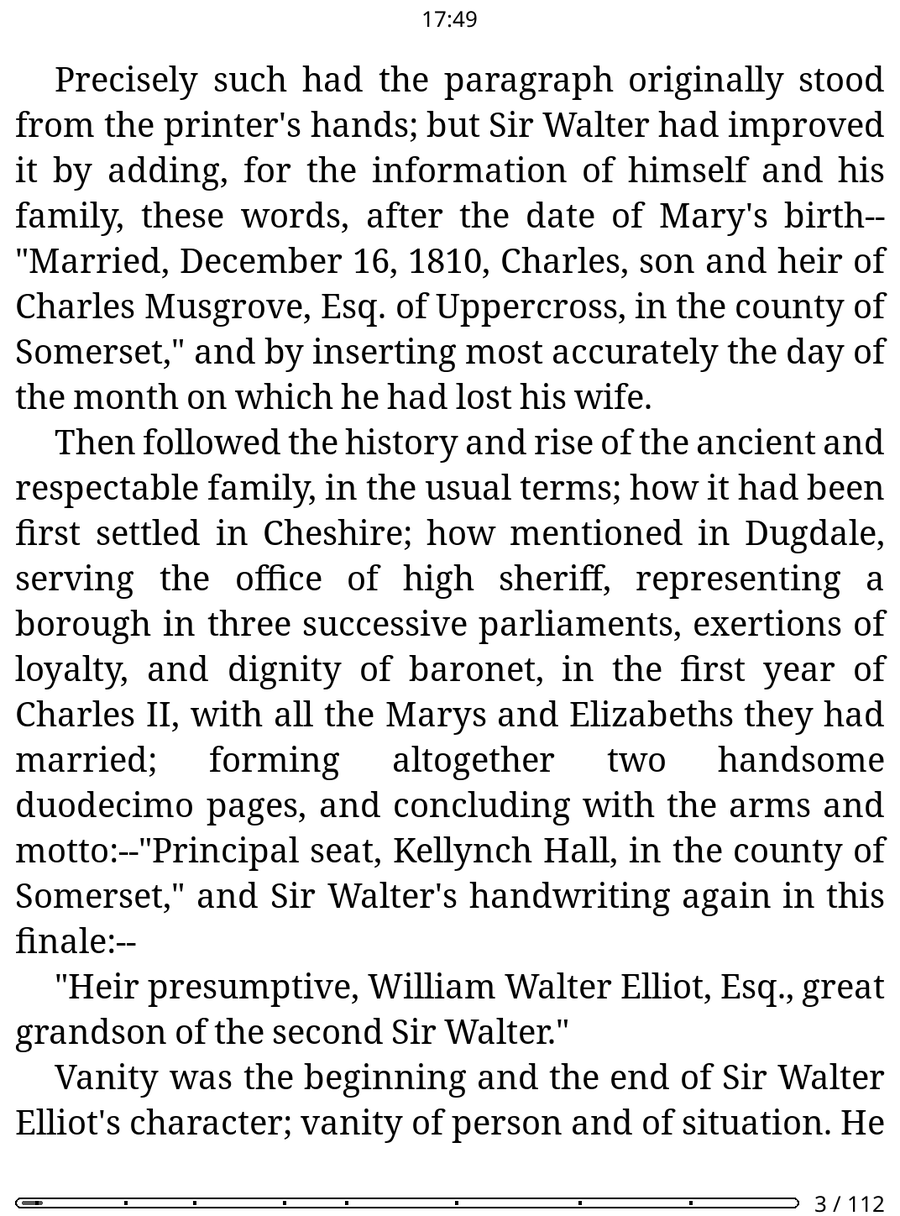 17:49
Precisely such had the paragraph originally stood
from the printer's hands; but Sir Walter had improved
it by adding, for the information of himself and his
family, these words, after the date of Mary's birth--
"Married, December 16, 1810, Charles, son and heir of
Charles Musgrove, Esq. of Uppercross, in the county of
Somerset," and by inserting most accurately the day of
the month on which he had lost his wife.
Then followed the history and rise of the ancient and
respectable family, in the usual terms; how it had been
first settled in Cheshire; how mentioned in Dugdale,
serving the office of high sheriff, representing a
borough in three successive parliaments, exertions of
loyalty, and dignity of baronet, in the first year of
Charles II, with all the Marys and Elizabeths they had
married; forming altogether two handsome
duodecimo pages, and concluding with the arms and
motto:--"Principal seat, Kellynch Hall, in the county of
Somerset," and Sir Walter's handwriting again in this
finale:--
"Heir presumptive, William Walter Elliot, Esq., great
grandson of the second Sir Walter."
Vanity was the beginning and the end of Sir Walter
Elliot's character; vanity of person and of situation. He
3 / 112